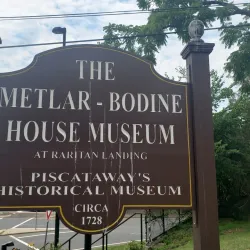 THE
METLAR - BODINE
HOUSE MUSEUM
AT RARITAN LANDING
PISCATAWAY'S
HISTORICAL MUSEUM
CIRCA
1728